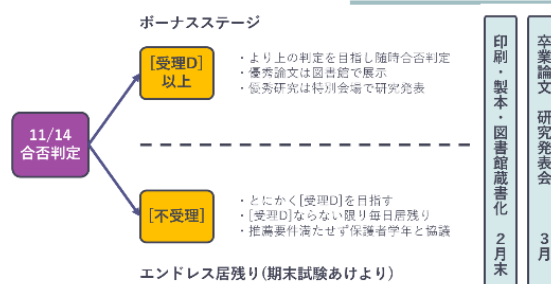 ボーナスステージ
[受理D]
以上
・より上の判定を目指し随時合否判定
・優秀論文は図書館で展示
・優秀研究は特別会場で研究発表
11/14
合否判定
[不受理]
・とにかく[受理D]を目指す
・[受理D]ならない限り毎日居残り
・推薦要件満たせず保護者学年と協議
エンドレス居残り(期末試験あけより)
印刷・製本・図書館蔵書化 2月末
卒業論文 研究発表会 3月